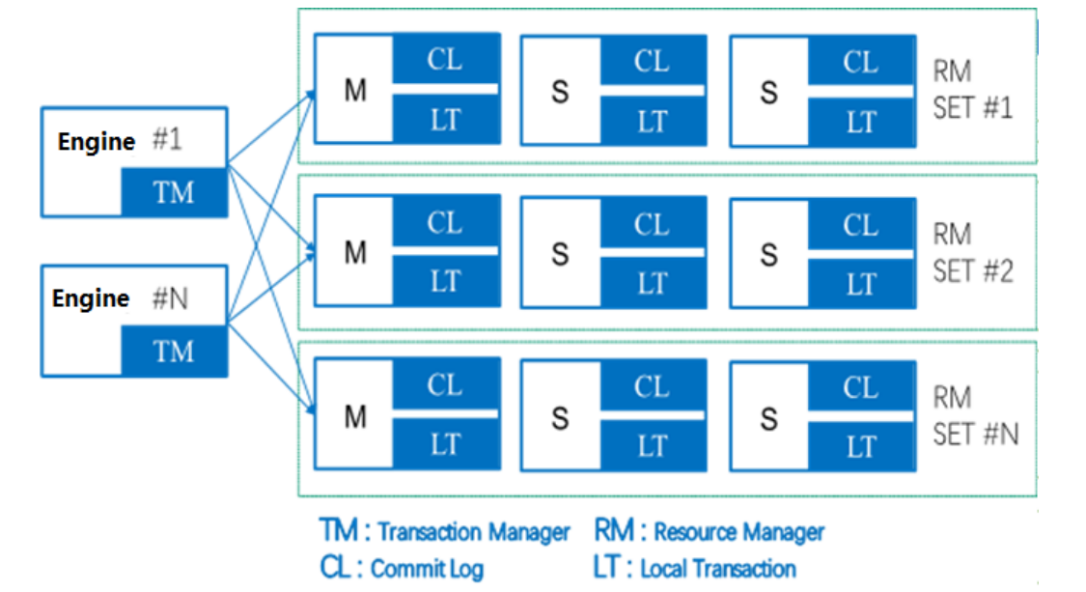 Engine #1
TM
Engine #N
TM
M
CL
LT
S
CL
LT
S
CL
LT
RM
SET #1
M
CL
LT
S
CL
LT
S
CL
LT
RM
SET #2
M
CL
LT
S
CL
LT
S
CL
LT
RM
SET #N
TM : Transaction Manager RM : Resource Manager
CL : Commit Log LT : Local Transaction